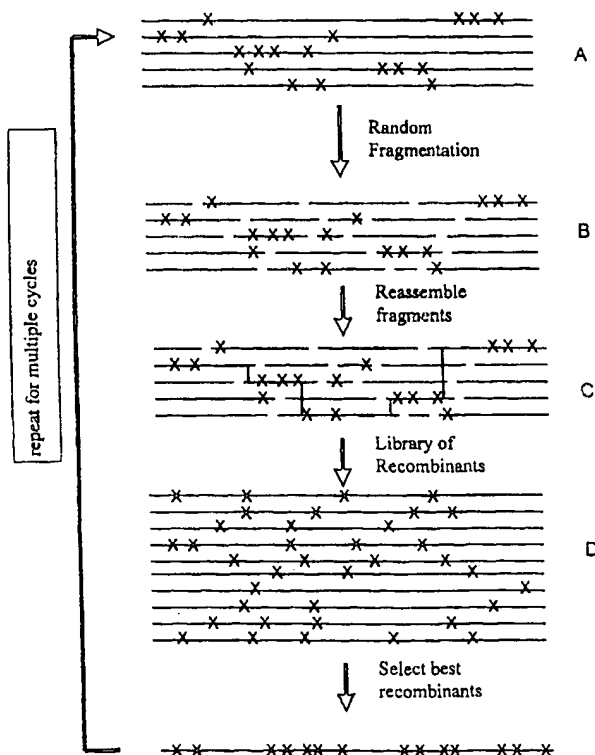 A
Random
Fragmentation
B
Reassemble
fragments
C
Library of
Recombinants
D
Select best
recombinants
repeat for multiple cycles